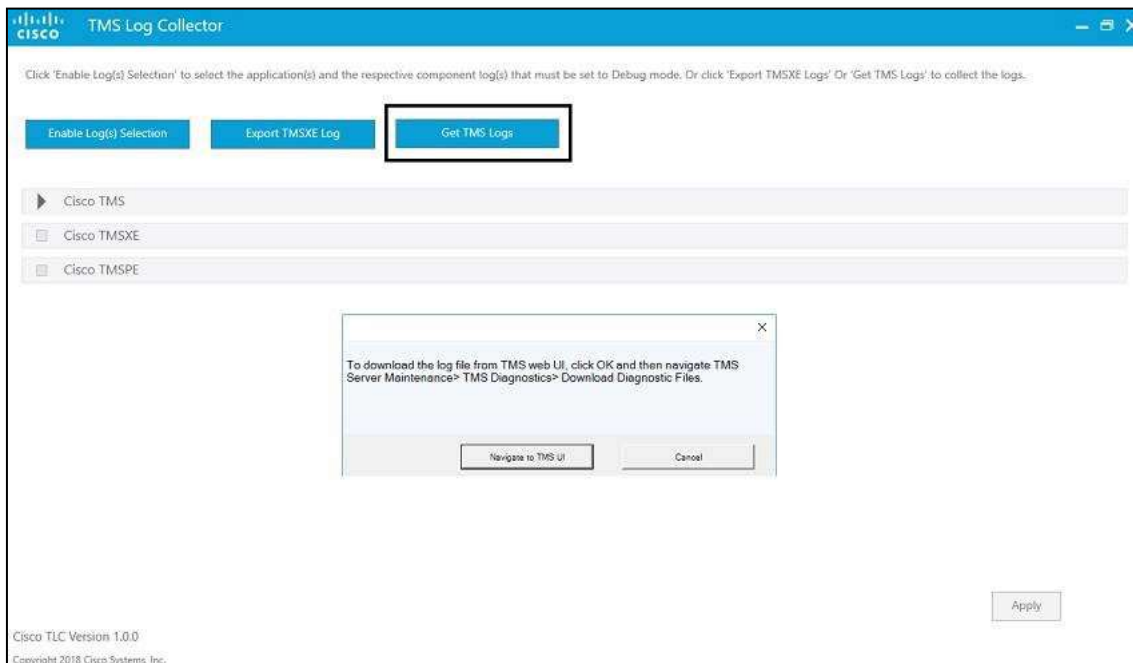 cisco
TMS Log Collector
Click 'Enable Log(s) Selection' to select the application(s) and the respective component log(s) that must be set to Debug mode. Or click 'Export TMSXE Logs' Or 'Get TMS Logs' to collect the logs.
Enable Log(s) Selection
Export TMSXE Log
Get TMS Logs
Cisco TMS
Cisco TMSXE
Cisco TMSPE
To download the log file from TMS web UI, click OK and then navigate TMS
Server Maintenance> TMS Diagnostics> Download Diagnostic Files.
Navigate to TMS UI
Cancel
Apply
Cisco TLC Version 1.0.0
Copyright 2018 Cisco Systems, Inc.